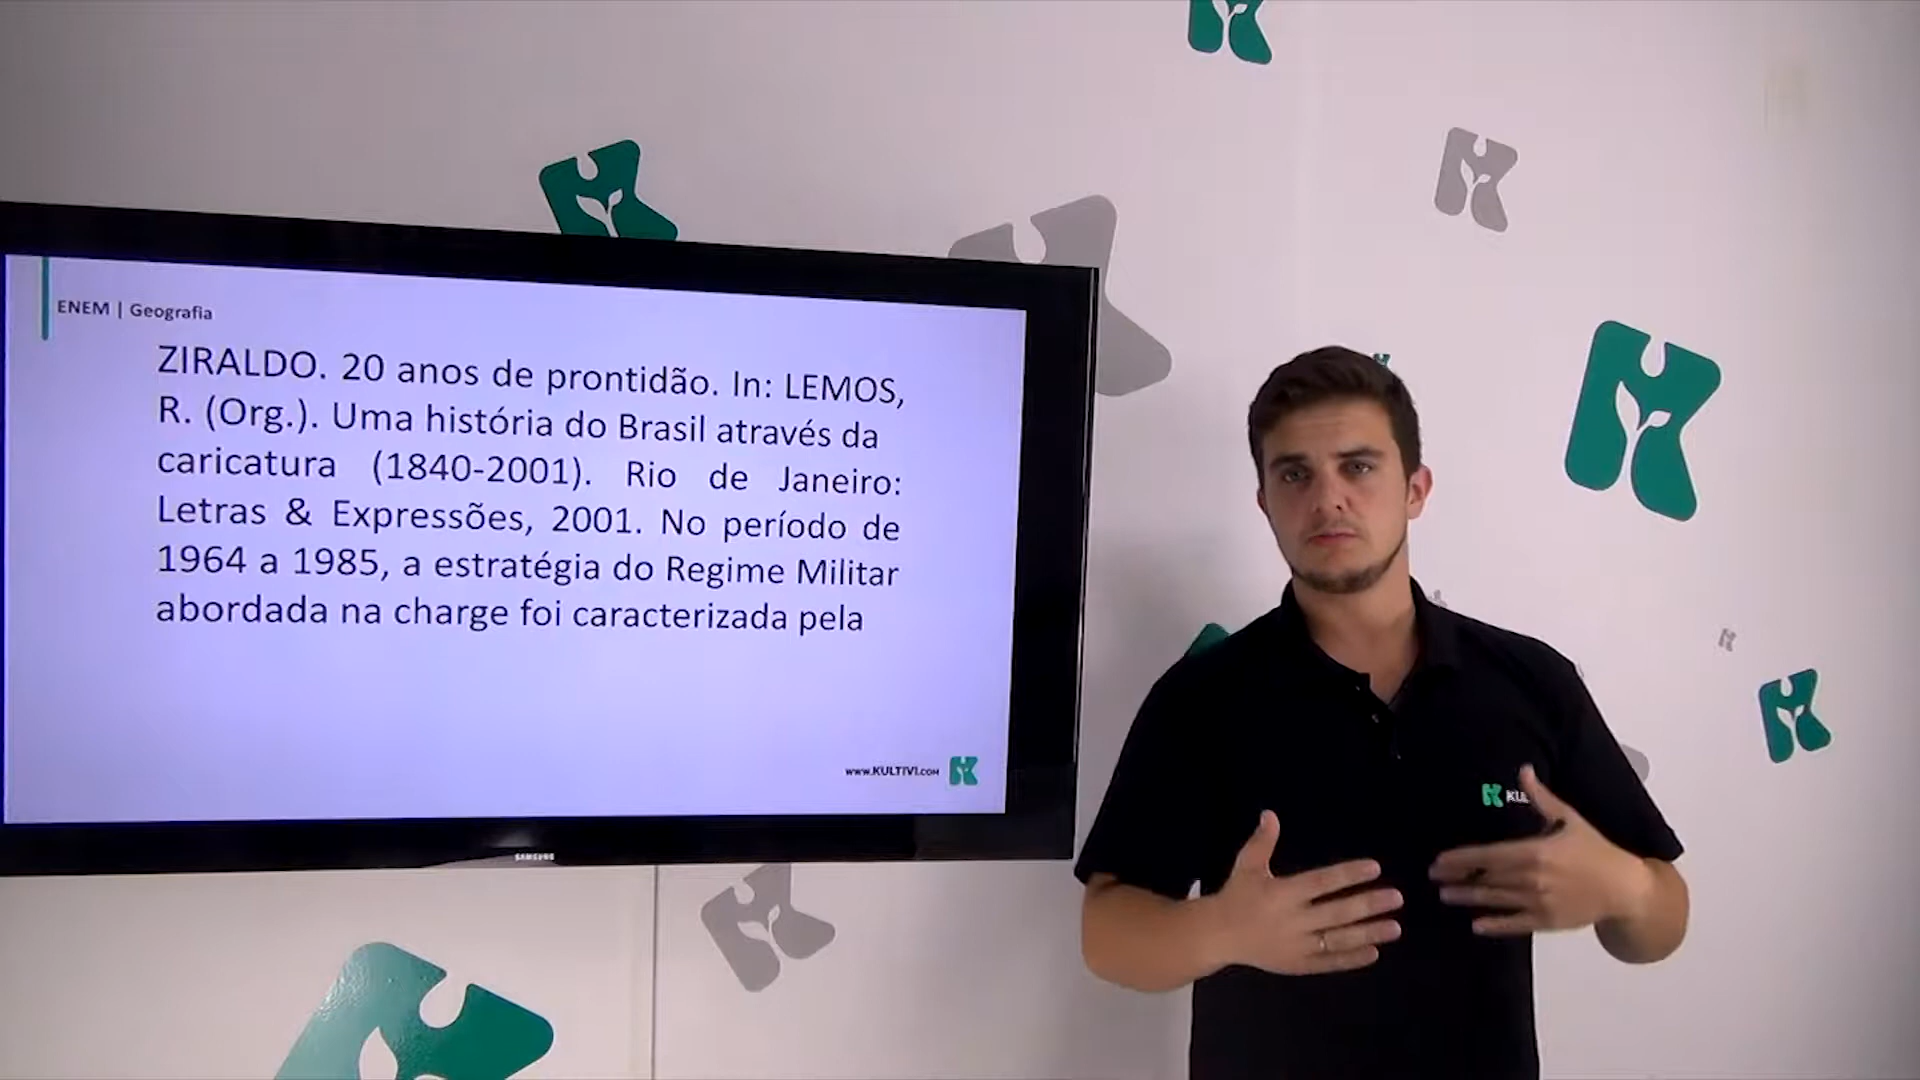 ENEM | Geografia
ZIRALDO. 20 anos de prontidão. In: LEMOS,
R. (Org.). Uma história do Brasil através da
caricatura (1840-2001). Rio de Janeiro:
Letras & Expressões, 2001. No período de
1964 a 1985, a estratégia do Regime Militar
abordada na charge foi caracterizada pela
www.KULTIVI.COM
SAMSUNG